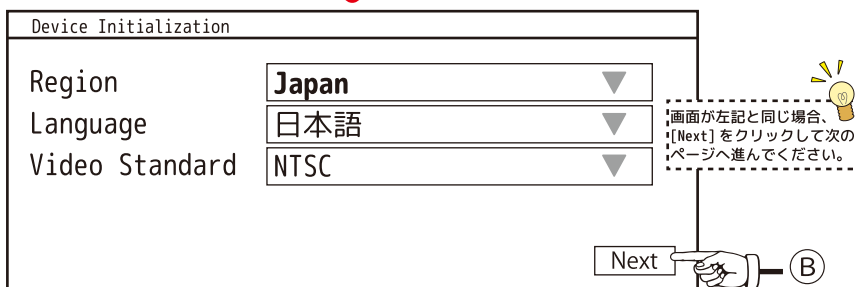 Device Initialization
Region Japan ▼
Language 日本語 ▼
Video Standard NTSC ▼
画面が左記と同じ場合、
[Next]をクリックして次の
ページへ進んでください。
Next
Ⓑ